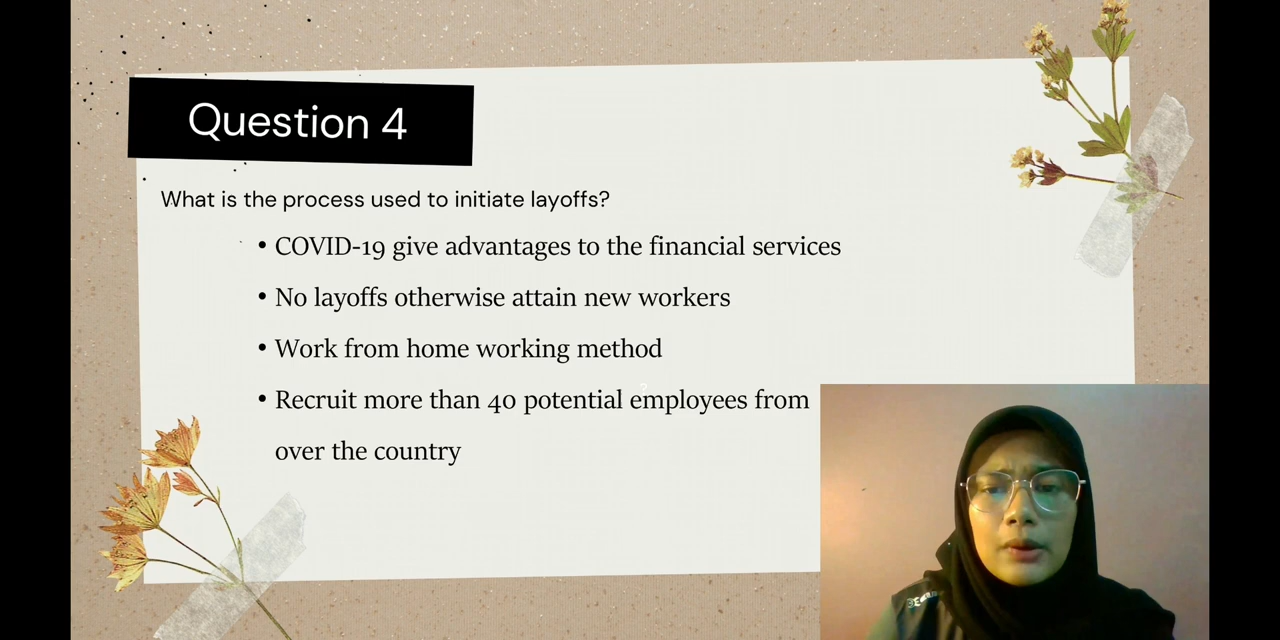 Question 4
What is the process used to initiate layoffs?
• COVID-19 give advantages to the financial services
• No layoffs otherwise attain new workers
• Work from home working method
• Recruit more than 40 potential employees from
over the country